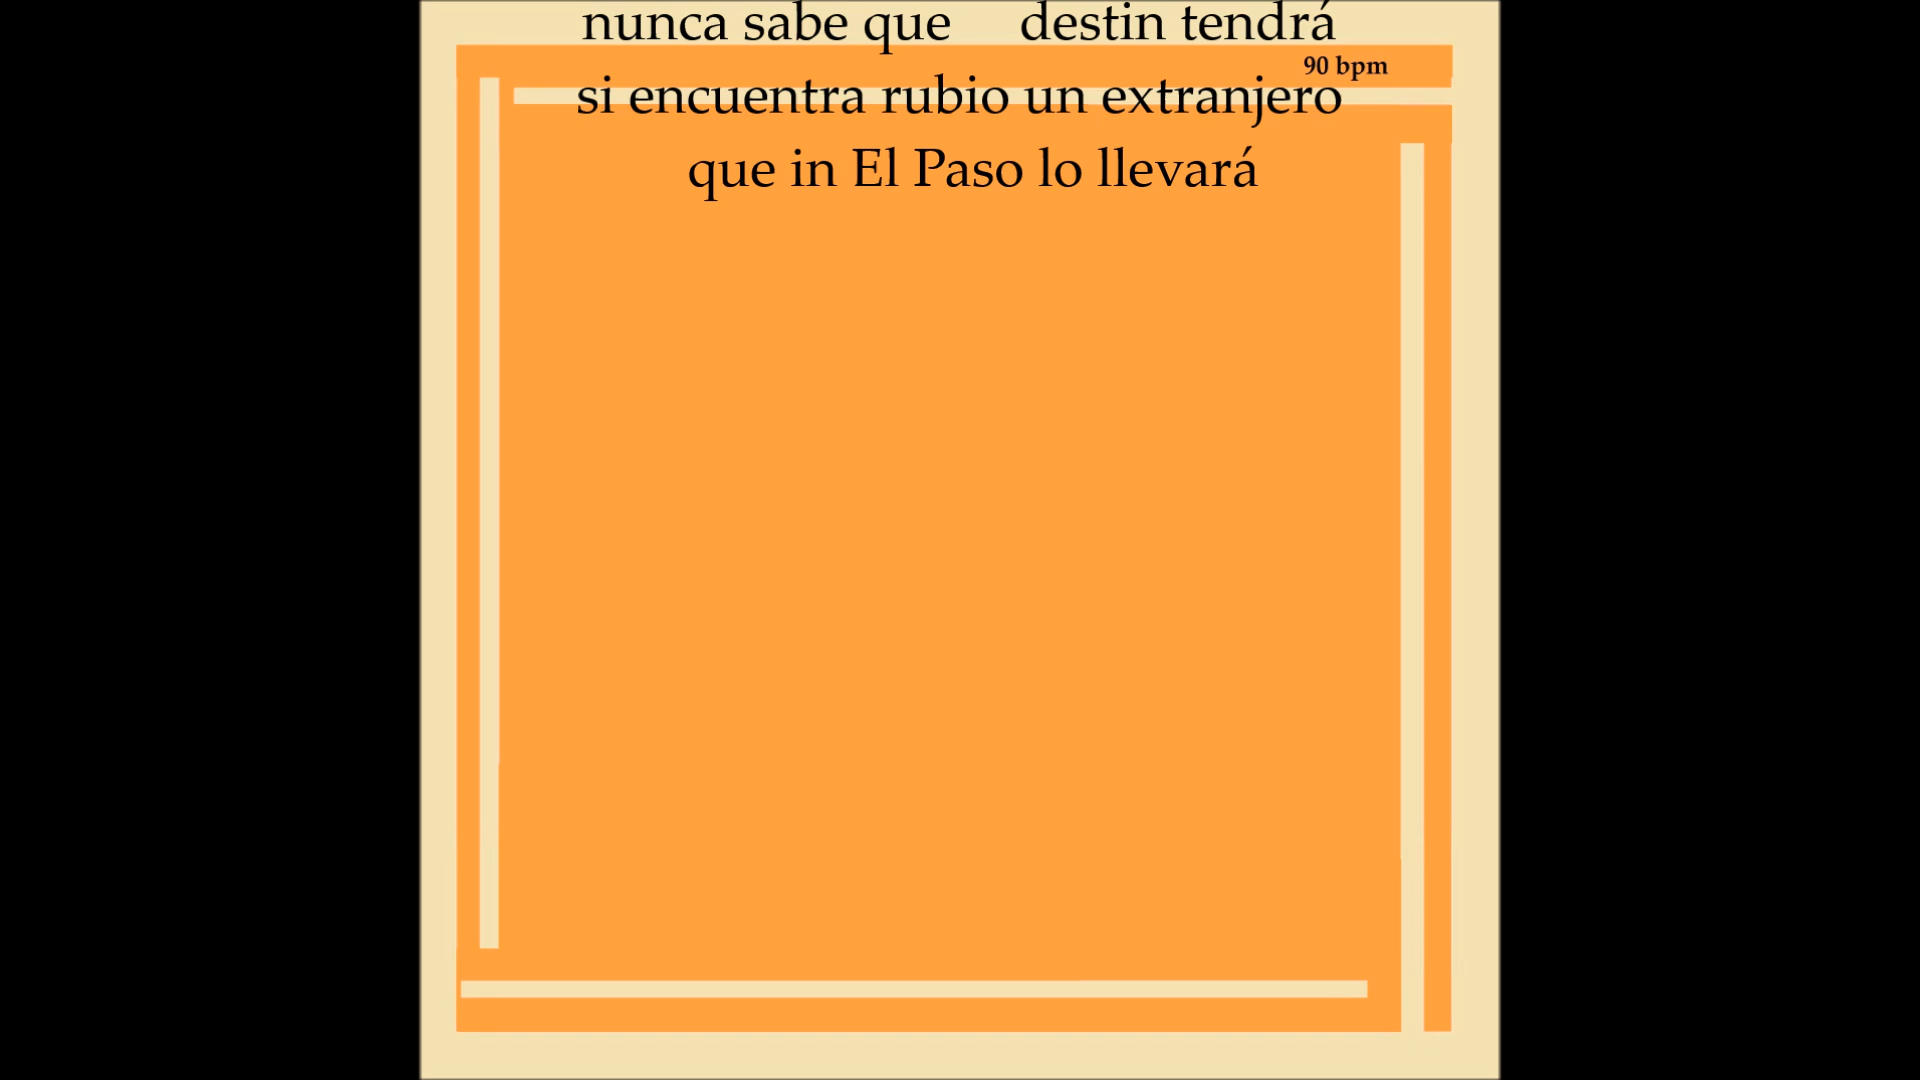 nunca sabe que destin tendrá
90 bpm
si encuentra rubio un extranjero
que in El Paso lo llevará